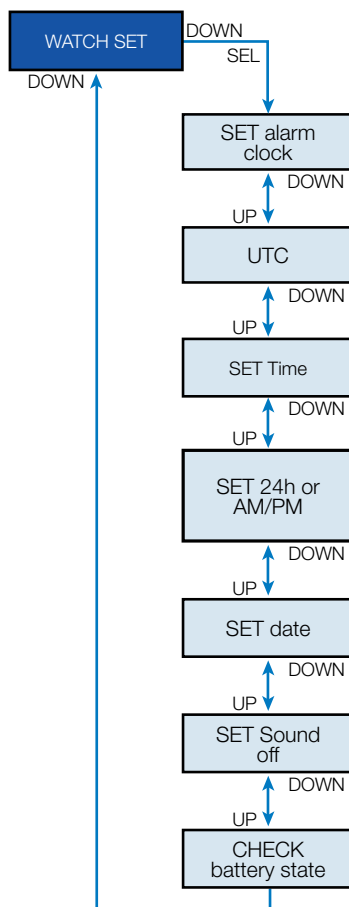 WATCH SET
DOWN
SEL
DOWN
SET alarm
clock
DOWN
UP
UTC
DOWN
UP
SET Time
DOWN
UP
SET 24h or
AM/PM
DOWN
UP
SET date
DOWN
UP
SET Sound
off
DOWN
UP
CHECK
battery state